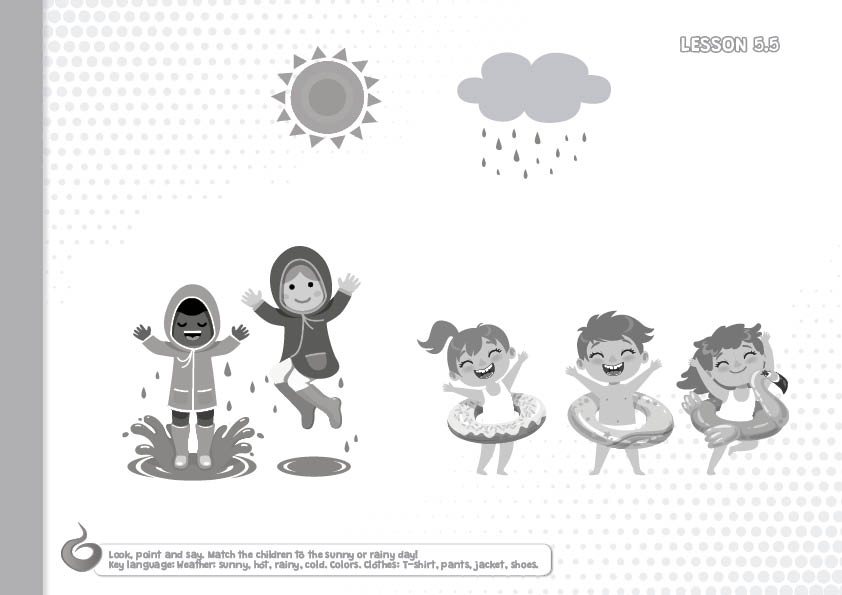 LESSON 5.5
Look, point and say. Match the children to the sunny or rainy day!
Key language: Weather: sunny, hot, rainy, cold. Colors. Clothes: T-shirt, pants, jacket, shoes.